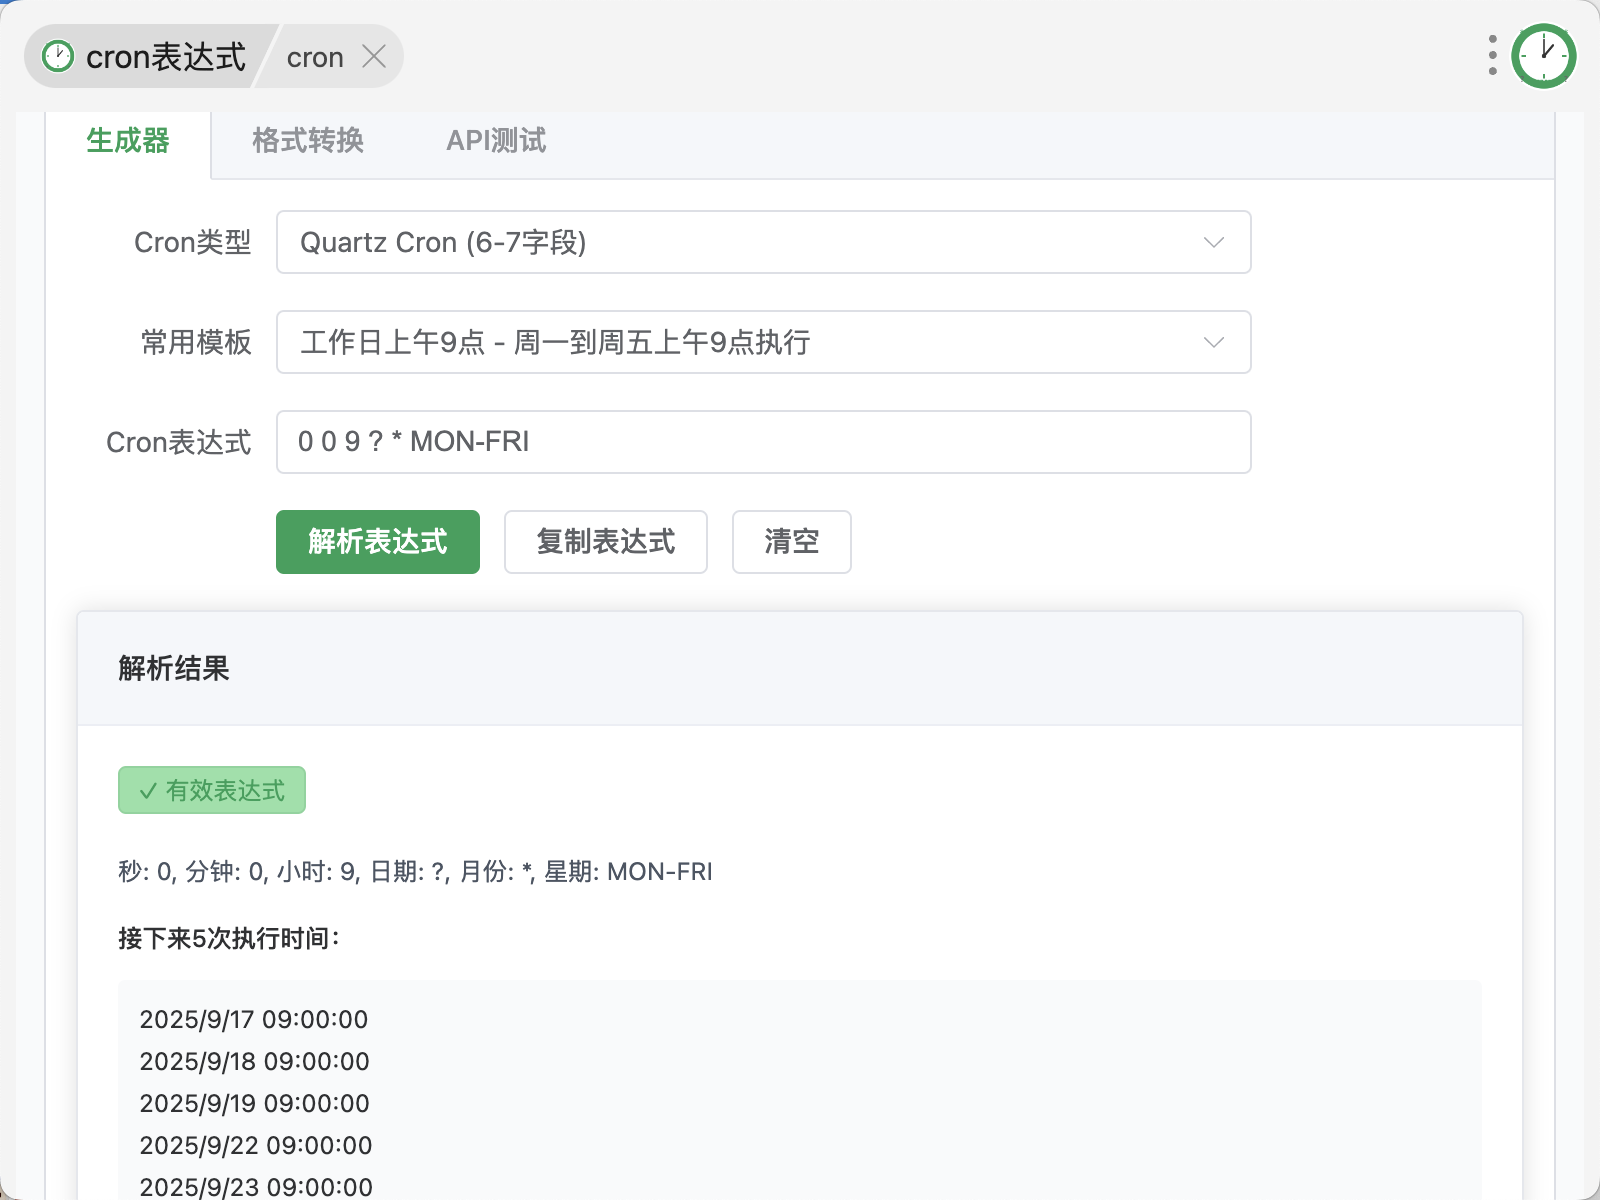 cron表达式 cron
生成器 格式转换 API测试
Cron类型 Quartz Cron (6-7字段)
常用模板 工作日上午9点 - 周一到周五上午9点执行
Cron表达式 0 0 9 ? * MON-FRI
解析表达式 复制表达式 清空
解析结果
✓ 有效表达式
秒: 0, 分钟: 0, 小时: 9, 日期: ?, 月份: *, 星期: MON-FRI
接下来5次执行时间：
2025/9/17 09:00:00
2025/9/18 09:00:00
2025/9/19 09:00:00
2025/9/22 09:00:00
2025/9/23 09:00:00